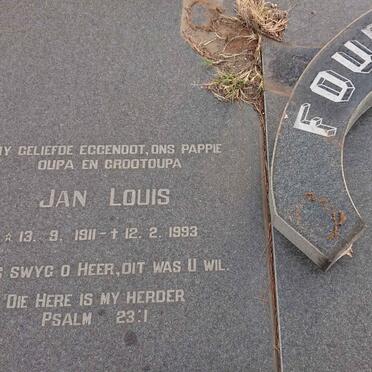 MY GELIEFDE EGGENOOT, ONS PAPPIE
OUPA EN GROOTOUPA
JAN LOUIS
☆ 13. 9. 1911 - † 12. 2. 1993
SWYG O HEER, DIT WAS U WIL.
DIE HERE IS MY HERDER
PSALM 23:1